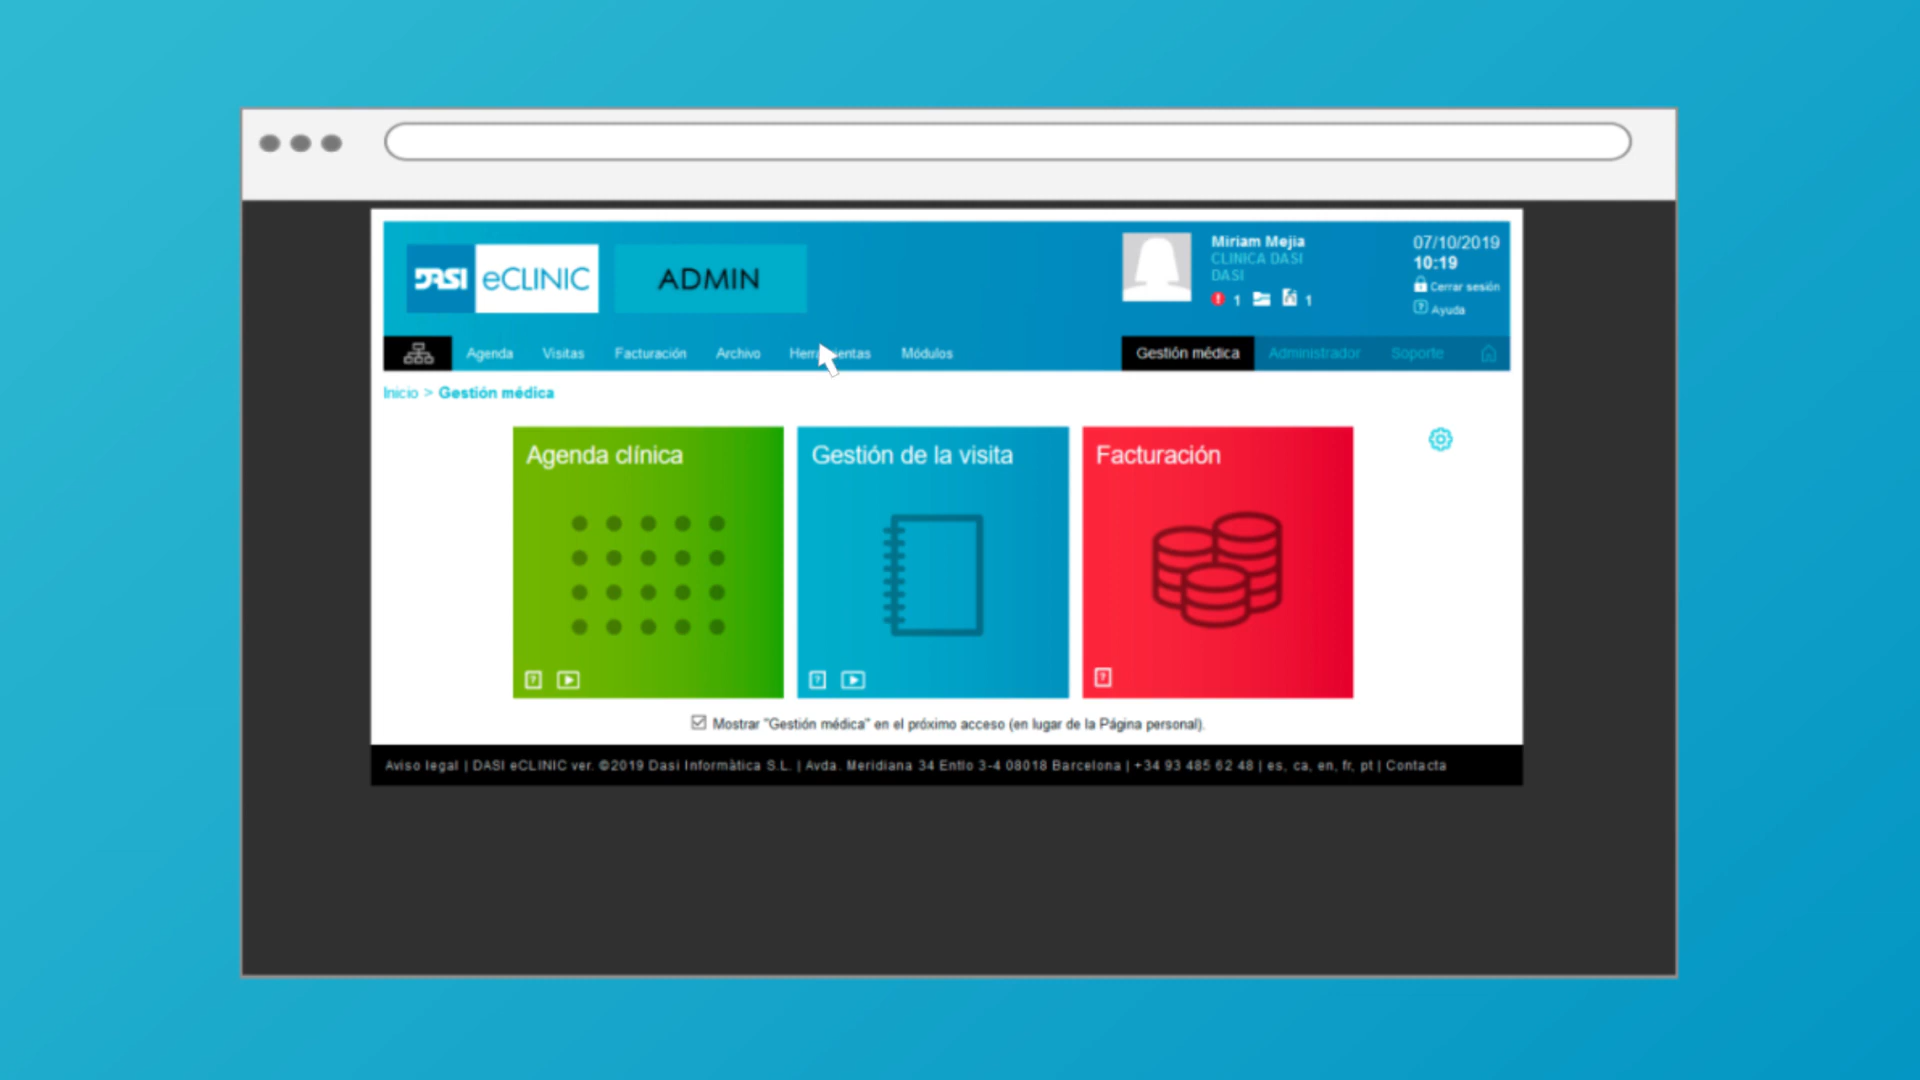 DASI eCLINIC
ADMIN
Miriam Mejia
CLINICA DASI
DASI
1 1
07/10/2019
10:19
Cerrar sesión
Ayuda
Agenda Visitas Facturación Archivo Módulos
Gestión médica Administrador Soporte
Inicio > Gestión médica
Agenda clínica
Gestión de la visita
Facturación
Mostrar "Gestión médica" en el próximo acceso (en lugar de la Página personal).
Aviso legal | DASI eCLINIC ver. ©2019 Dasi Informàtica S.L. | Avda. Meridiana 34 Entlo 3-4 08018 Barcelona | +34 93 485 62 48 | es, ca, en, fr, pt | Contacta